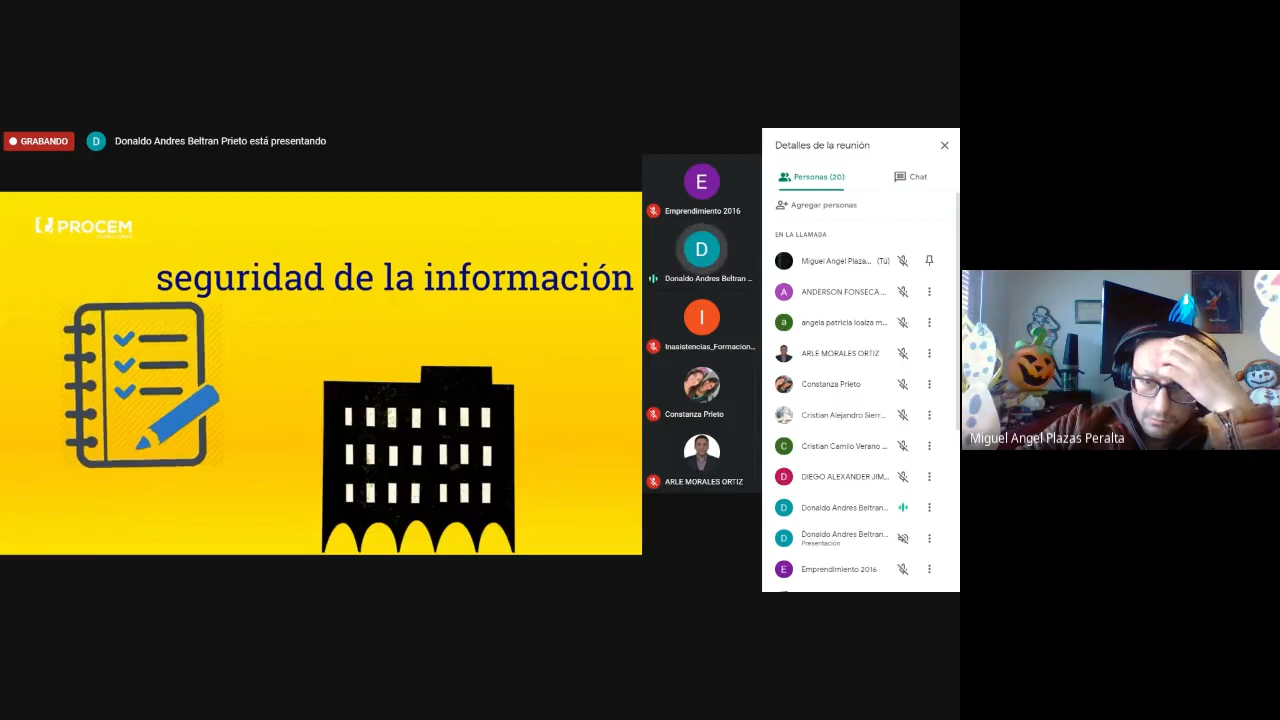 GRABANDO
D
Donaldo Andres Beltran Prieto está presentando
PROCEM
seguridad de la información
E
Emprendimiento 2016
D
Donaldo Andres Beltran ...
I
Inasistencias_Formacion...
Constanza Prieto
ARLE MORALES ORTIZ
Detalles de la reunión
Personas (20)
Chat
Agregar personas
EN LA LLAMADA
Miguel Angel Plaza... (Tú)
A
ANDERSON FONSECA ...
a
angela patricia loaiza m...
ARLE MORALES ORTIZ
Constanza Prieto
Cristian Alejandro Sierr...
C
Cristian Camilo Verano ...
D
DIEGO ALEXANDER JIM...
D
Donaldo Andres Beltran...
D
Donaldo Andres Beltran...
Presentación
E
Emprendimiento 2016
Miguel Angel Plazas Peralta